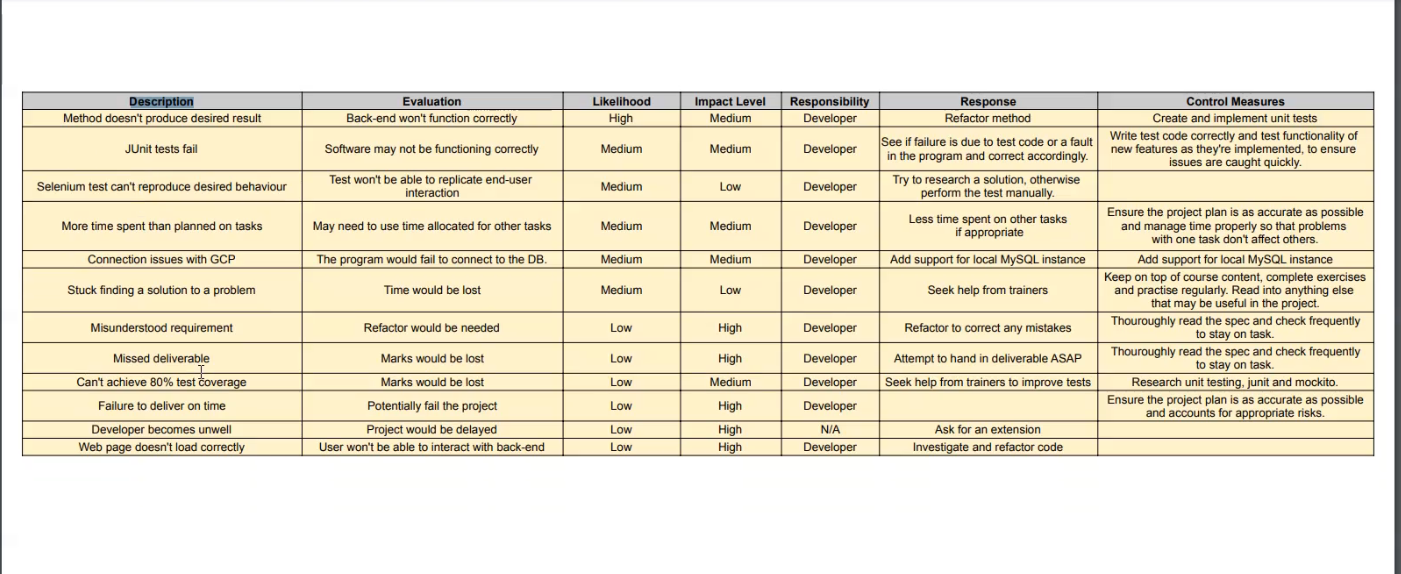 Description Evaluation Likelihood Impact Level Responsibility Response Control Measures
Method doesn't produce desired result Back-end won't function correctly High Medium Developer Refactor method Create and implement unit tests
JUnit tests fail Software may not be functioning correctly Medium Medium Developer See if failure is due to test code or a fault
in the program and correct accordingly. Write test code correctly and test functionality of
new features as they're implemented, to ensure
issues are caught quickly.
Selenium test can't reproduce desired behaviour Test won't be able to replicate end-user
interaction Medium Low Developer Try to research a solution, otherwise
perform the test manually.
More time spent than planned on tasks May need to use time allocated for other tasks Medium Medium Developer Less time spent on other tasks
if appropriate Ensure the project plan is as accurate as possible
and manage time properly so that problems
with one task don't affect others.
Connection issues with GCP The program would fail to connect to the DB. Medium Medium Developer Add support for local MySQL instance Add support for local MySQL instance
Stuck finding a solution to a problem Time would be lost Medium Low Developer Seek help from trainers Keep on top of course content, complete exercises
and practise regularly. Read into anything else
that may be useful in the project.
Misunderstood requirement Refactor would be needed Low High Developer Refactor to correct any mistakes Thouroughly read the spec and check frequently
to stay on task.
Missed deliverable Marks would be lost Low High Developer Attempt to hand in deliverable ASAP Thouroughly read the spec and check frequently
to stay on task.
Can't achieve 80% test coverage Marks would be lost Low Medium Developer Seek help from trainers to improve tests Research unit testing, junit and mockito.
Failure to deliver on time Potentially fail the project Low High Developer Ensure the project plan is as accurate as possible
and accounts for appropriate risks.
Developer becomes unwell Project would be delayed Low High N/A Ask for an extension
Web page doesn't load correctly User won't be able to interact with back-end Low High Developer Investigate and refactor code